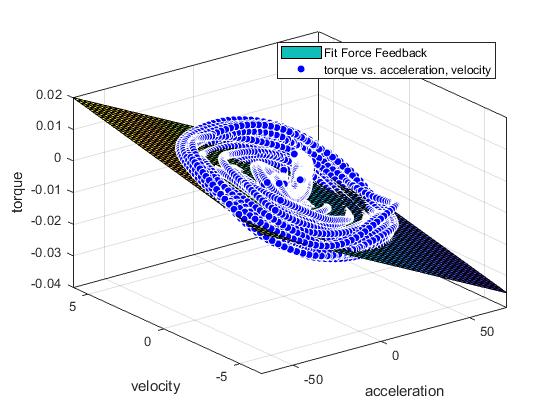 Fit Force Feedback
torque vs. acceleration, velocity
0.02
0.01
0
-0.01
-0.02
-0.03
-0.04
torque
5
0
-5
velocity
-50
0
50
acceleration